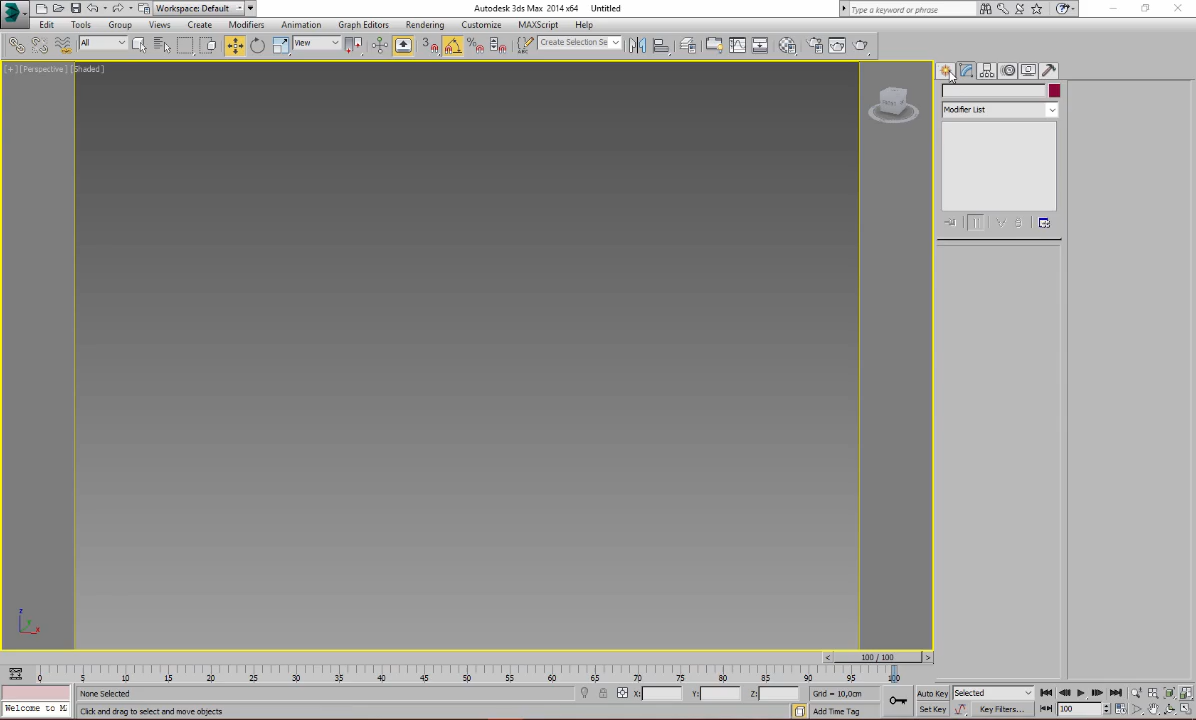 Workspace: Default
Autodesk 3ds Max 2014 x64 Untitled
Type a keyword or phrase
Edit Tools Group Views Create Modifiers Animation Graph Editors Rendering Customize MAXScript Help
All
View
3
Create Selection Se
ABC
[+][Perspective][Shaded]
Modifier List
z
y
x
< 100 / 100 >
0 5 10 15 20 25 30 35 40 45 50 55 60 65 70 75 80 85 90 95 100
None Selected
X: Y: Z:
Grid = 10,0cm
Auto Key
Selected
Welcome to M
Click and drag to select and move objects
Add Time Tag
Set Key
Key Filters...
100